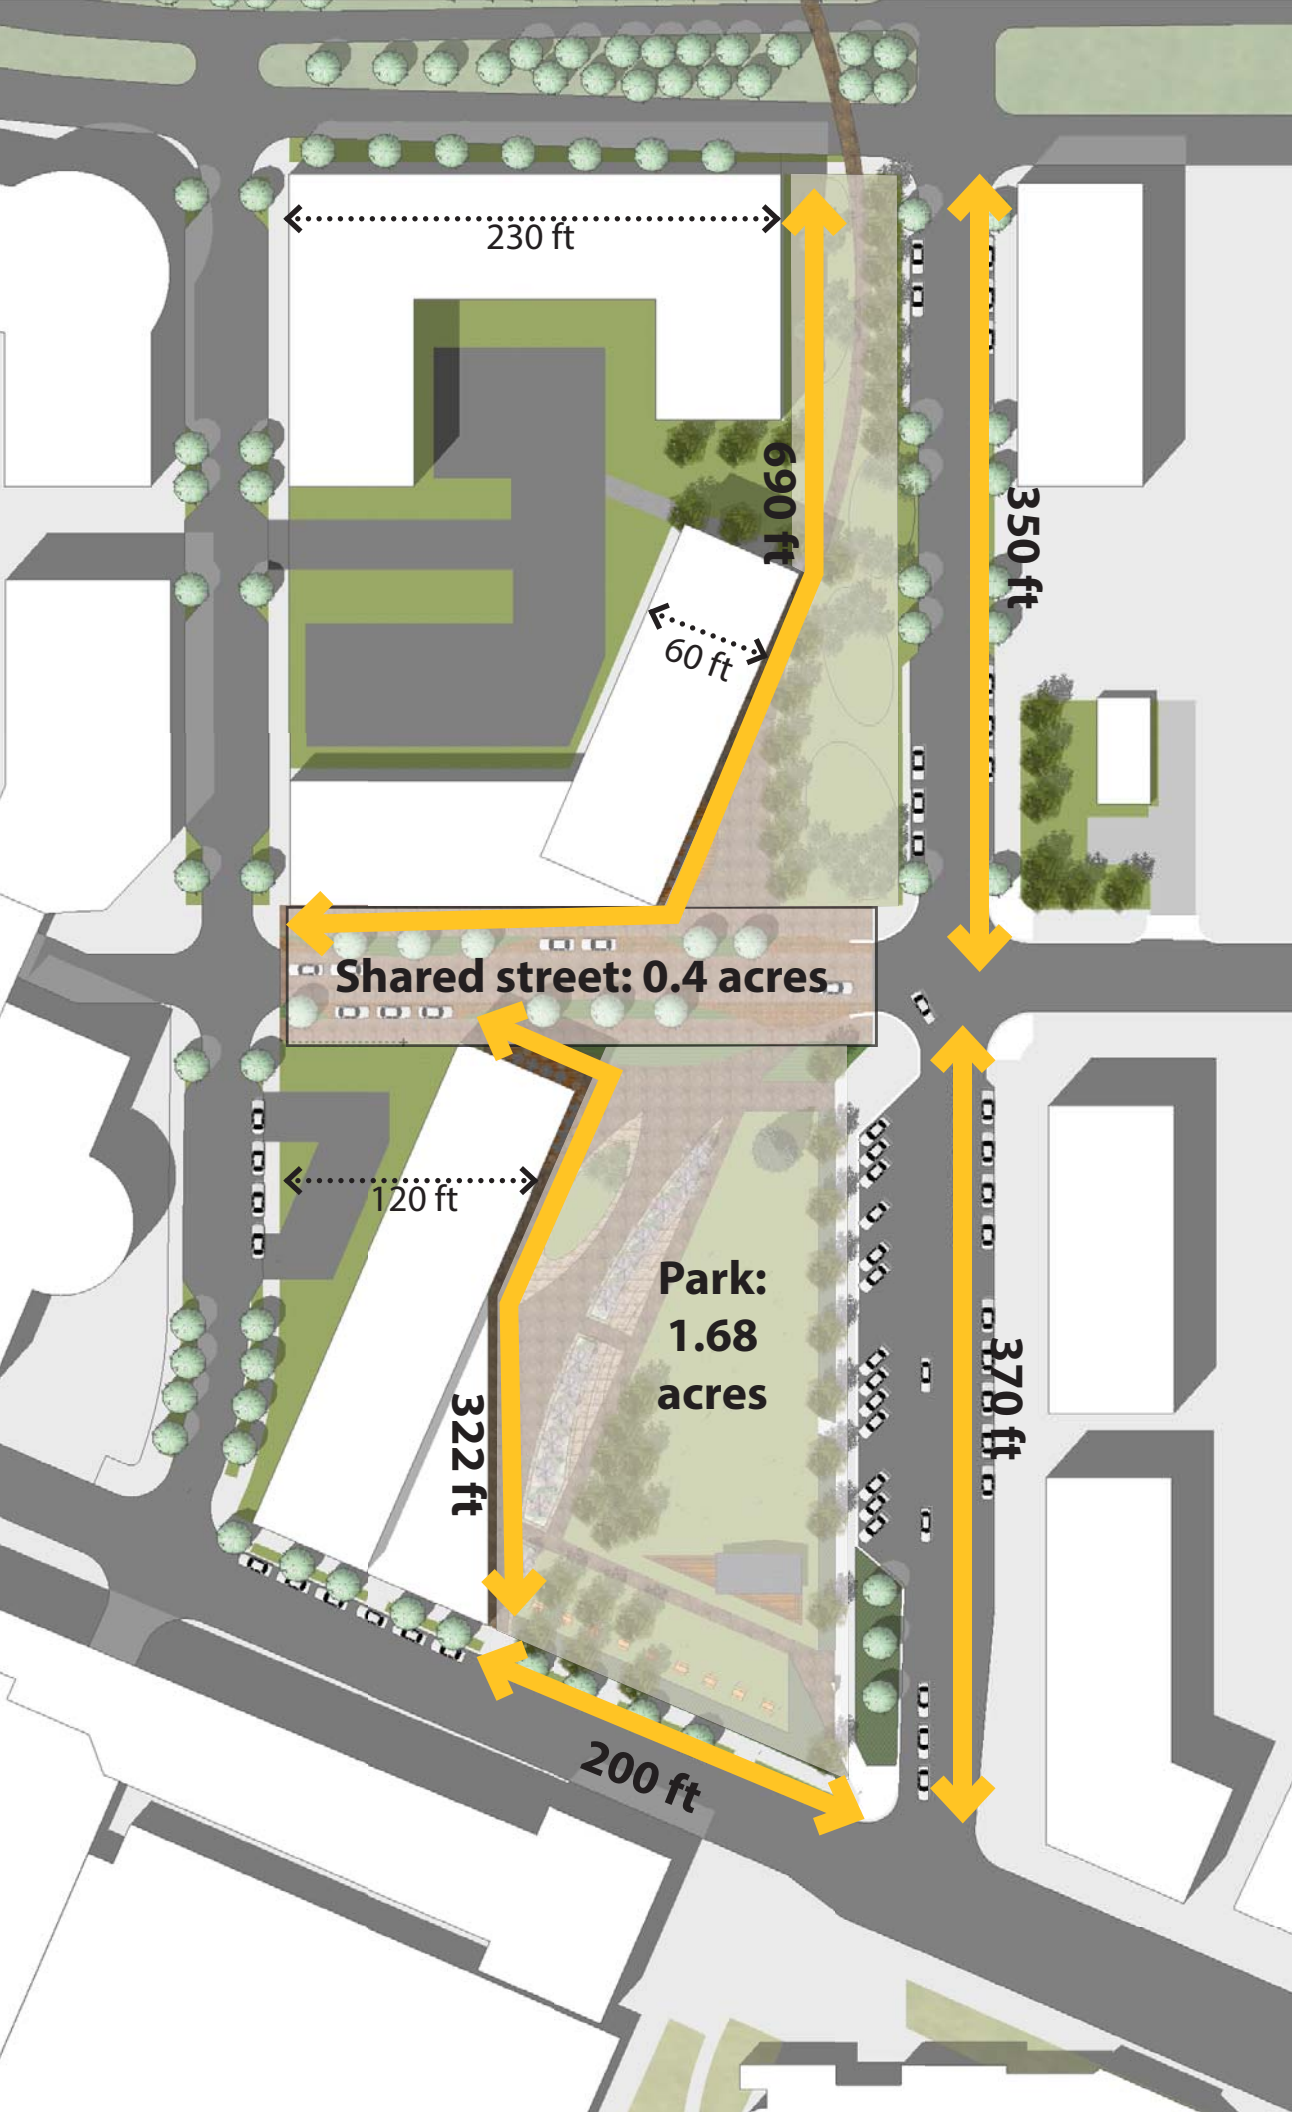 230 ft
690 ft
350 ft
60 ft
Shared street: 0.4 acres
120 ft
Park:
1.68
acres
322 ft
370 ft
200 ft